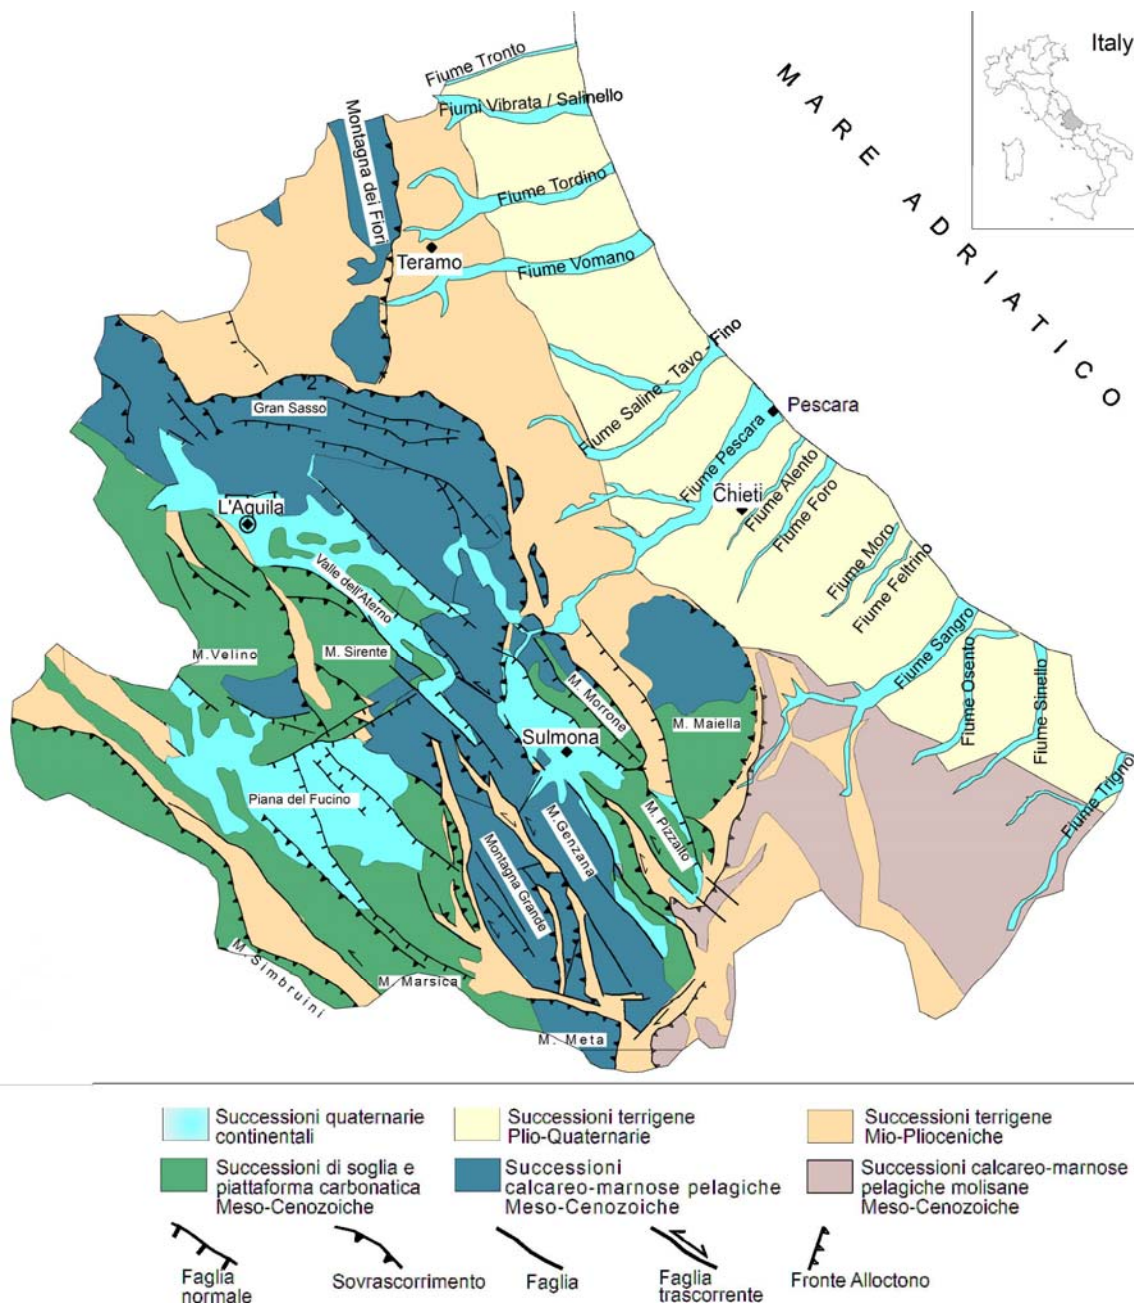 Italy
MARE ADRIATICO
Fiume Tronto
Fiumi Vibrata / Salinello
Montagna dei Fiori
Fiume Tordino
Teramo
Fiume Vomano
Fiume Saline - Tavo - Fino
2
Gran Sasso
Pescara
Fiume Pescara
Chieti
Fiume Alento
Fiume Foro
L'Aquila
Valle dell'Aterno
Fiume Moro
Fiume Feltrino
M.Velino
M. Sirente
Fiume Sangro
M. Morrone
M. Maiella
Fiume Osento
Fiume Sinello
Sulmona
Piana del Fucino
M.Genzana
M. Pizzalto
Fiume Trigno
Montagna Grande
M. Simbruini
M. Marsica
M. Meta
Successioni quaternarie
continentali
Successioni terrigene
Plio-Quaternarie
Successioni terrigene
Mio-Plioceniche
Successioni di soglia e
piattaforma carbonatica
Meso-Cenozoiche
Successioni
calcareo-marnose pelagiche
Meso-Cenozoiche
Successioni calcareo-marnose
pelagiche molisane
Meso-Cenozoiche
Faglia
normale
Sovrascorrimento
Faglia
Faglia
trascorrente
Fronte Alloctono